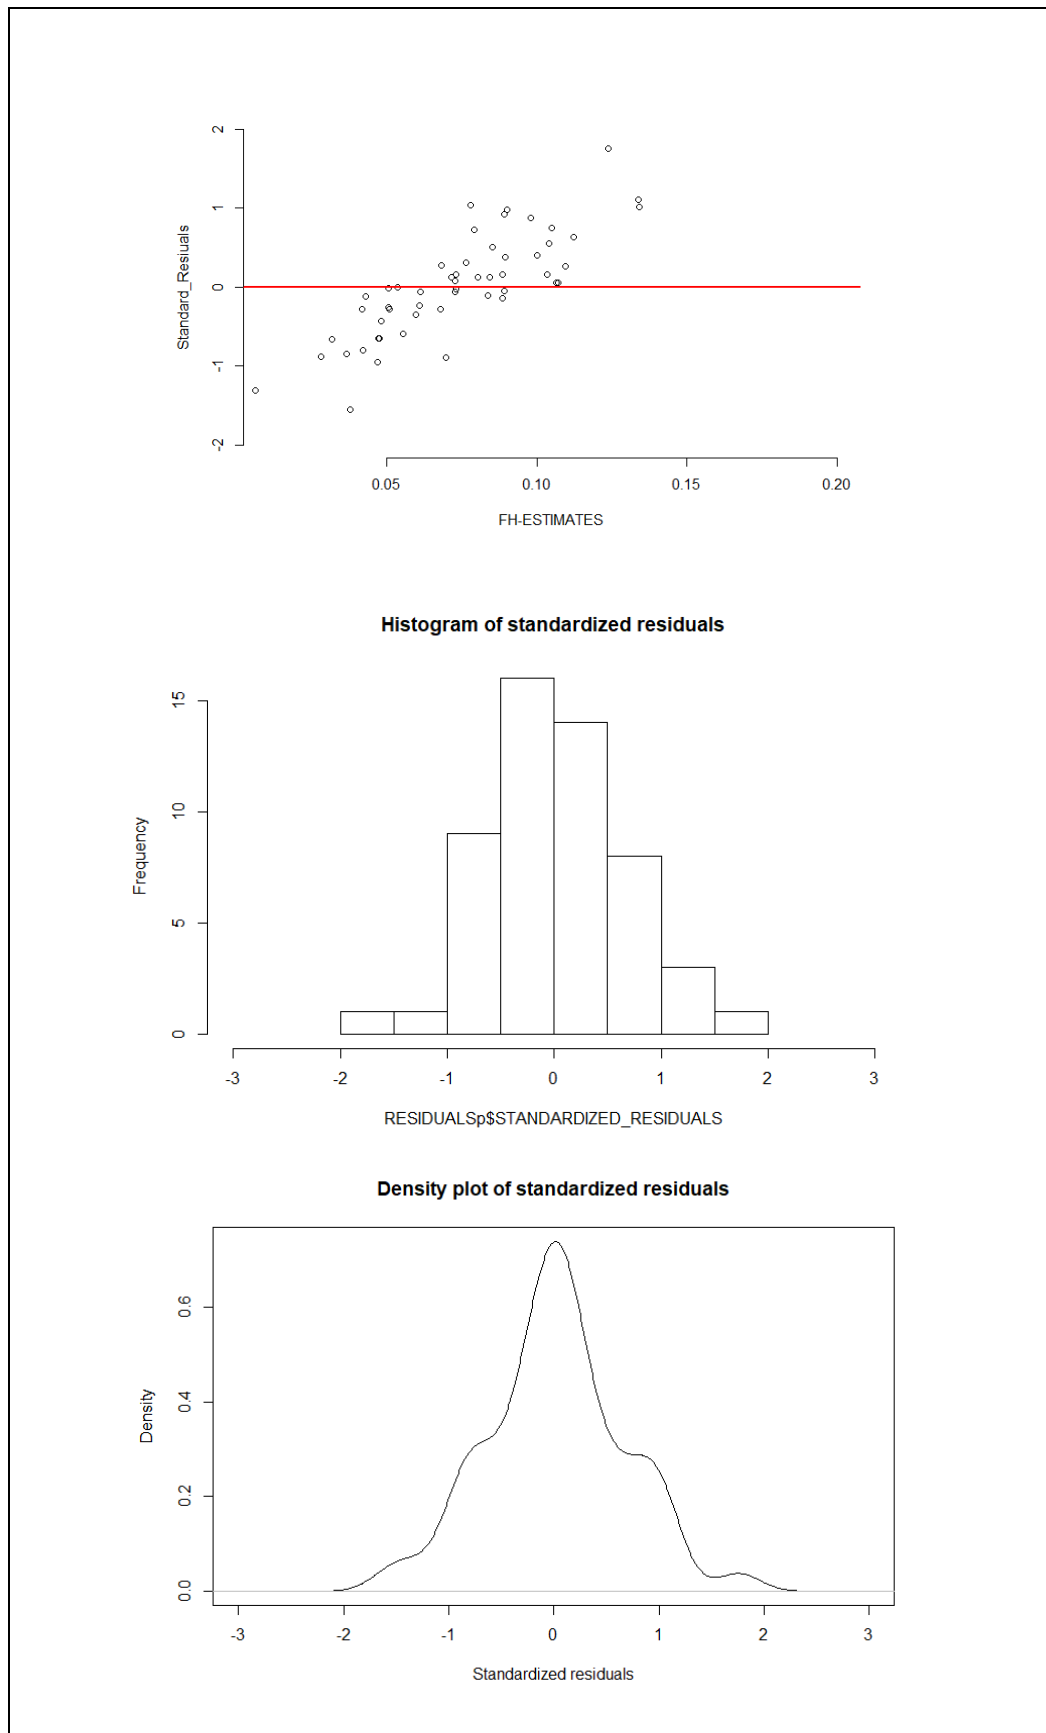 2
1
0
-1
-2
Standard_Resiuals
0.05 0.10 0.15 0.20
FH-ESTIMATES
Histogram of standardized residuals
15
10
5
0
Frequency
-3 -2 -1 0 1 2 3
RESIDUALSp$STANDARDIZED_RESIDUALS
Density plot of standardized residuals
0.6
0.4
0.2
0.0
Density
-3 -2 -1 0 1 2 3
Standardized residuals